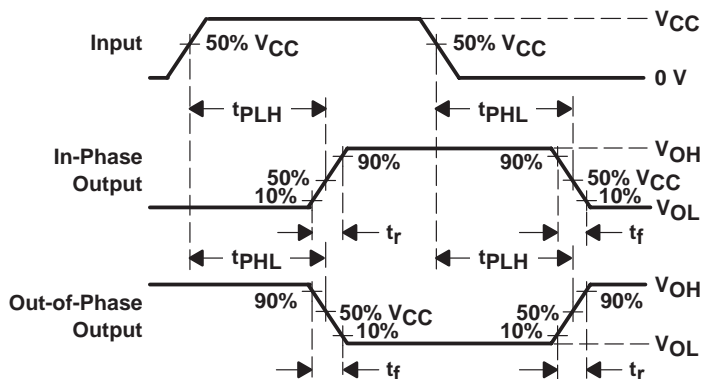 VCC
Input
50% VCC
50% VCC
0 V
tPLH
tPHL
In-Phase
Output
VOH
90%
90%
50%
50% VCC
10%
10%
VOL
tr
tf
tPHL
tPLH
Out-of-Phase
Output
VOH
90%
90%
50% VCC
50%
10%
10%
VOL
tf
tr